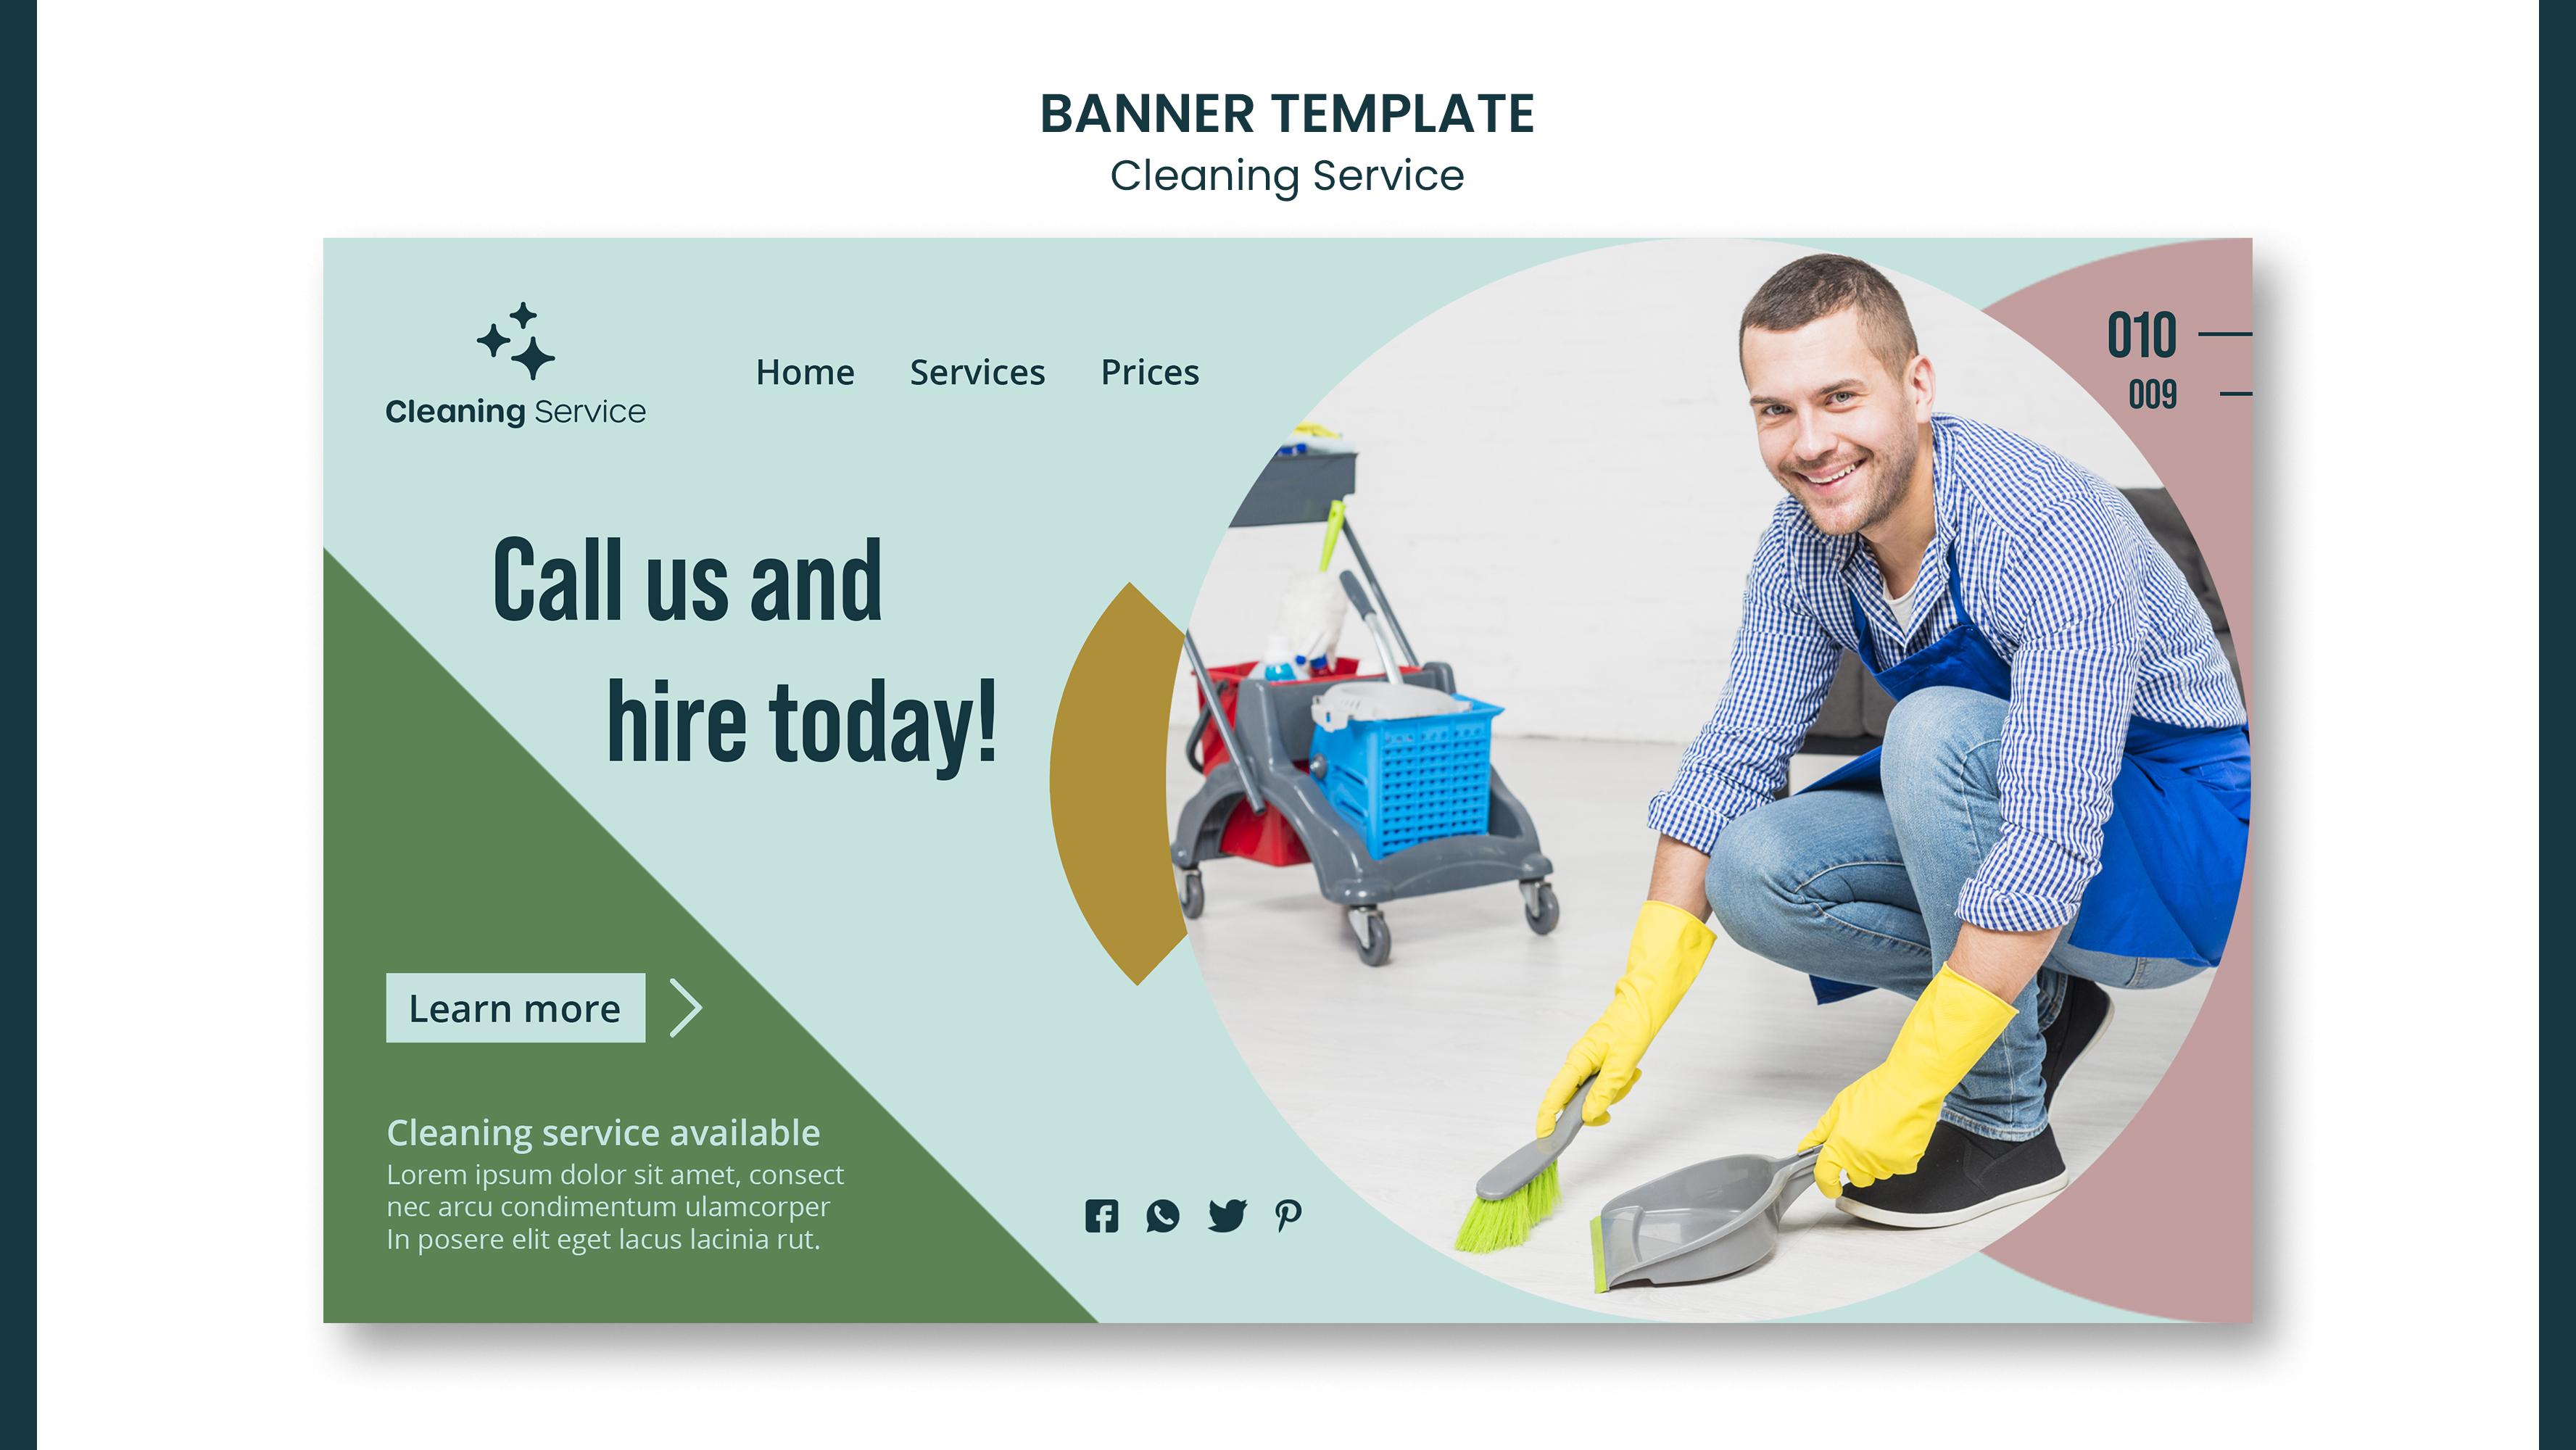 BANNER TEMPLATE
Cleaning Service
Cleaning Service
Home Services Prices
010
009
Call us and
hire today!
Learn more
Cleaning service available
Lorem ipsum dolor sit amet, consect
nec arcu condimentum ulamcorper
In posere elit eget lacus lacinia rut.